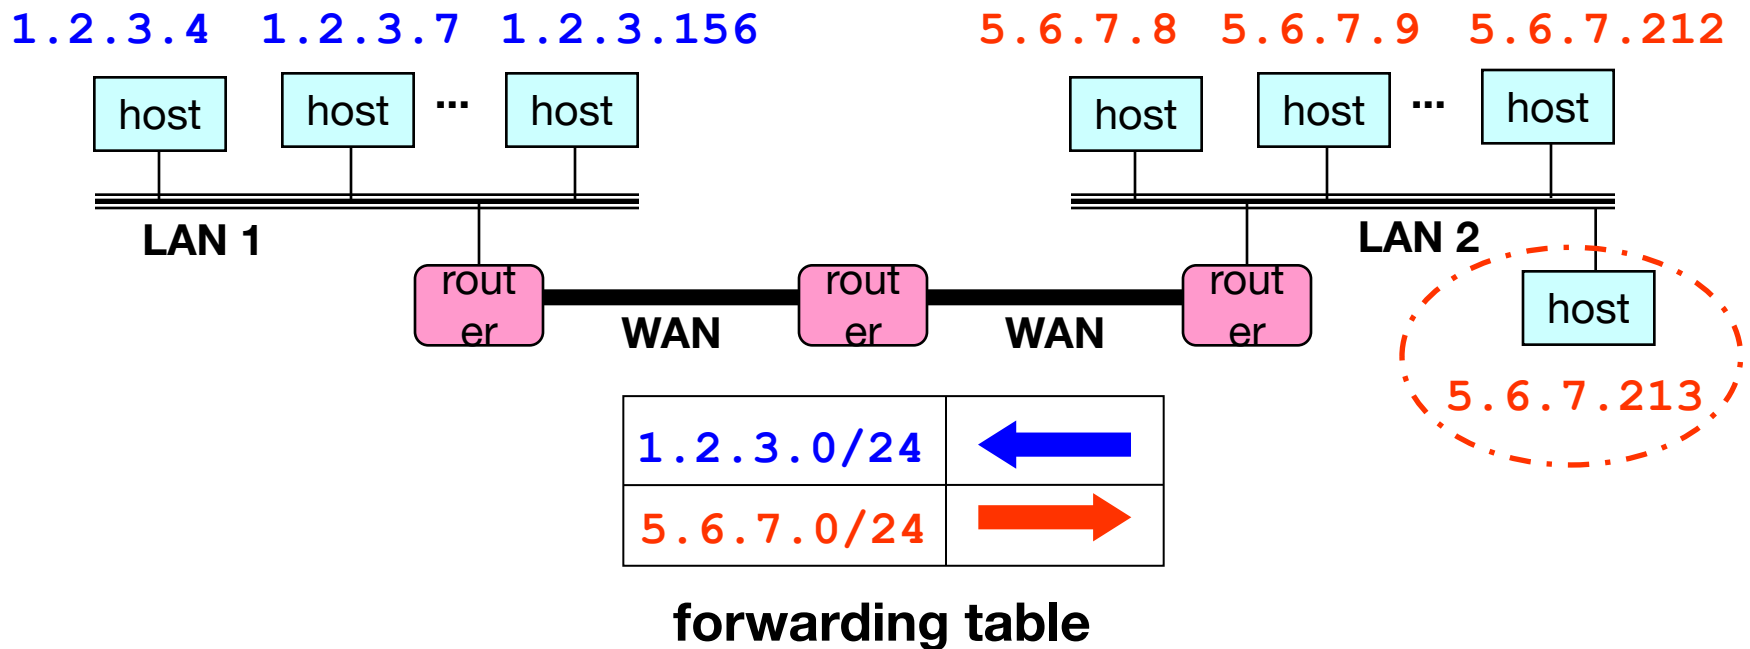 1.2.3.4 1.2.3.7 1.2.3.156 5.6.7.8 5.6.7.9 5.6.7.212
host host ... host host host ... host
LAN 1 LAN 2
rout
er
WAN
rout
er
WAN
rout
er
host
5.6.7.213
1.2.3.0/24
5.6.7.0/24
forwarding table